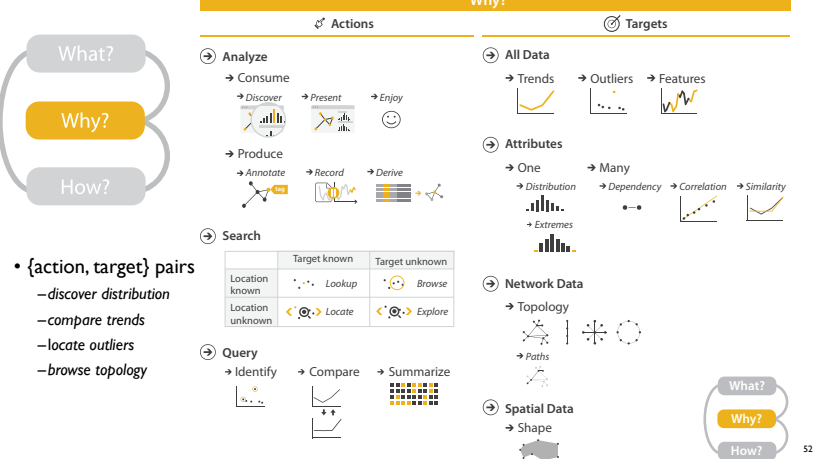 Why?
What?
Why?
How?
• {action, target} pairs
–discover distribution
–compare trends
–locate outliers
–browse topology
Actions
Analyze
Consume
Discover
Present
Enjoy
Produce
Annotate
Record
Derive
tag
Search
Target known
Target unknown
Location known
Lookup
Browse
Location unknown
Locate
Explore
Query
Identify
Compare
Summarize
Targets
All Data
Trends
Outliers
Features
Attributes
One
Many
Distribution
Dependency
Correlation
Similarity
Extremes
Network Data
Topology
Paths
Spatial Data
Shape
What?
Why?
How?
52